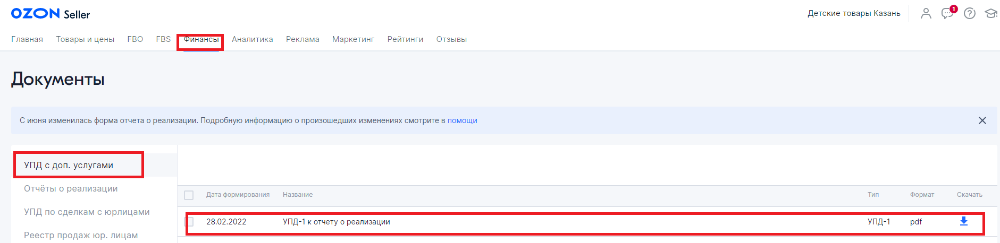 OZON Seller
Детские товары Казань
1
Главная Товары и цены FBO FBS Финансы Аналитика Реклама Маркетинг Рейтинги Отзывы
Документы
С июня изменилась форма отчета о реализации. Подробную информацию о произошедших изменениях смотрите в помощи
УПД с доп. услугами
Отчёты о реализации
УПД по сделкам с юрлицами
Реестр продаж юр. лицам
Дата формирования Название Тип Формат Скачать
28.02.2022 УПД-1 к отчету о реализации УПД-1 pdf